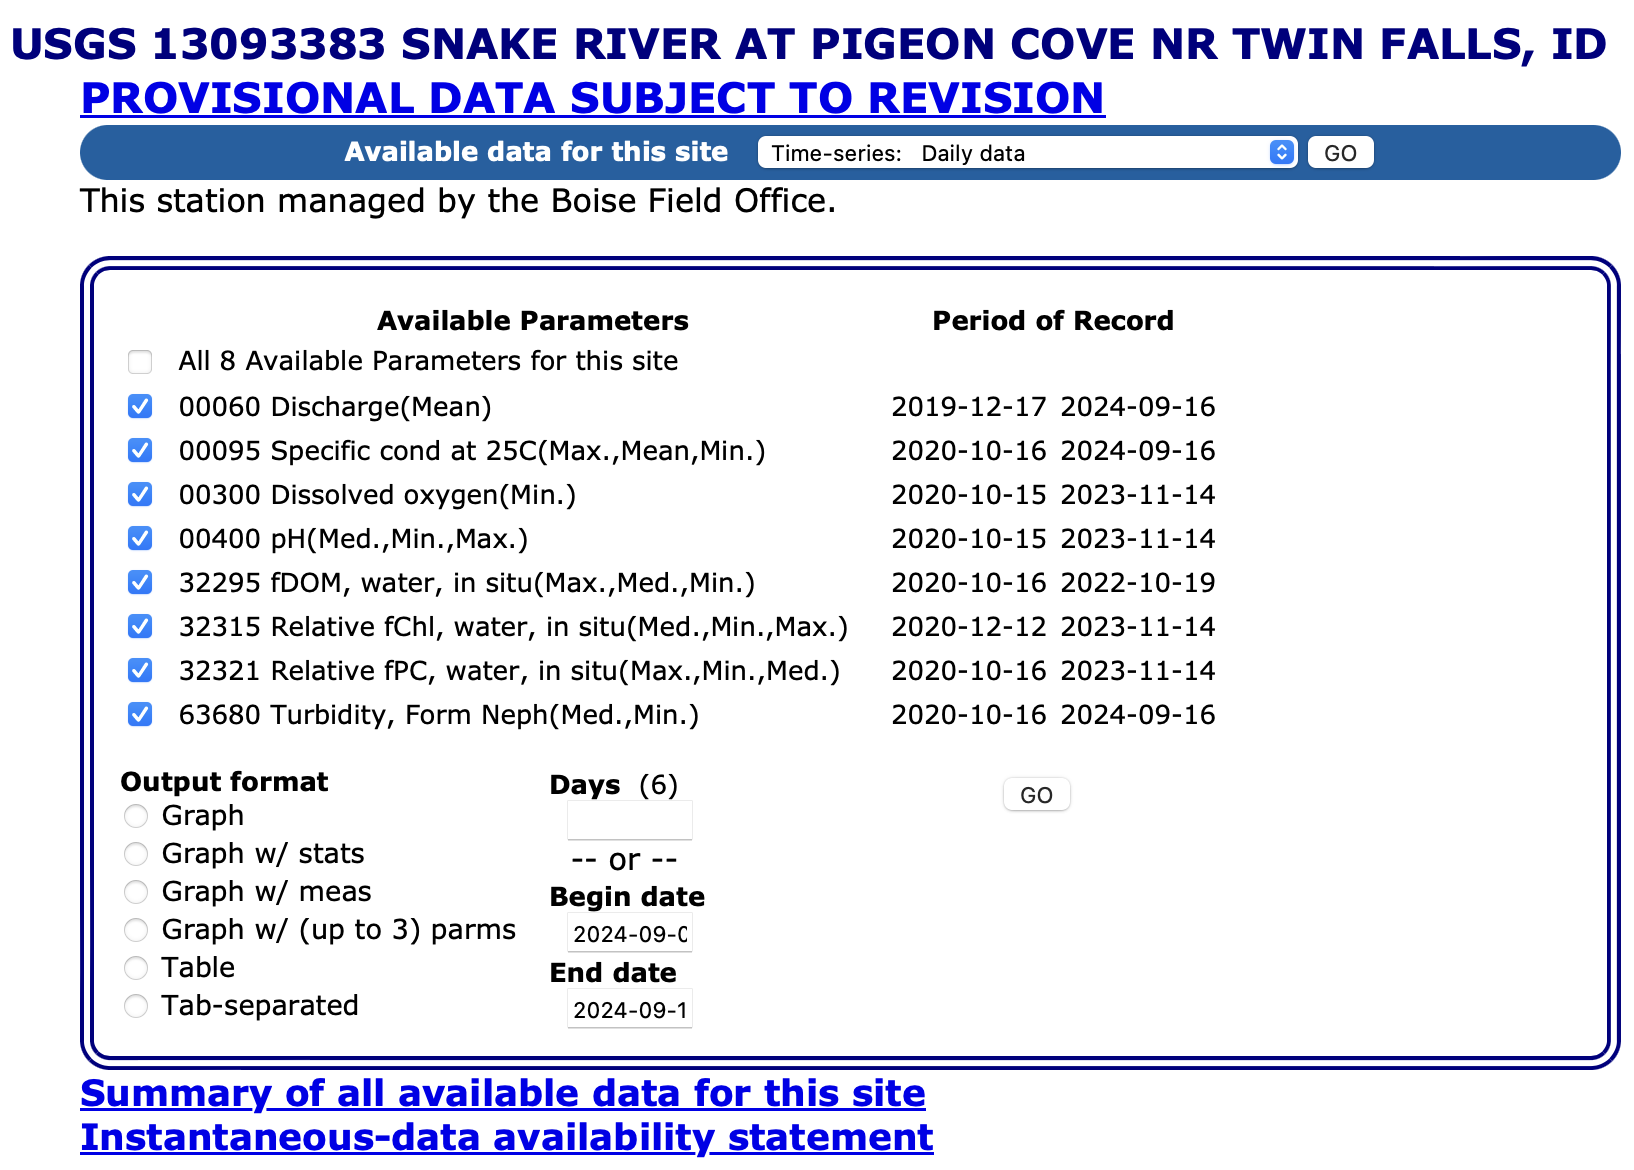 USGS 13093383 SNAKE RIVER AT PIGEON COVE NR TWIN FALLS, ID
PROVISIONAL DATA SUBJECT TO REVISION
Available data for this site Time-series: Daily data GO
This station managed by the Boise Field Office.
Available Parameters Period of Record
All 8 Available Parameters for this site
00060 Discharge(Mean) 2019-12-17 2024-09-16
00095 Specific cond at 25C(Max.,Mean,Min.) 2020-10-16 2024-09-16
00300 Dissolved oxygen(Min.) 2020-10-15 2023-11-14
00400 pH(Med.,Min.,Max.) 2020-10-15 2023-11-14
32295 fDOM, water, in situ(Max.,Med.,Min.) 2020-10-16 2022-10-19
32315 Relative fChl, water, in situ(Med.,Min.,Max.) 2020-12-12 2023-11-14
32321 Relative fPC, water, in situ(Max.,Min.,Med.) 2020-10-16 2023-11-14
63680 Turbidity, Form Neph(Med.,Min.) 2020-10-16 2024-09-16
Output format
Graph
Graph w/ stats
Graph w/ meas
Graph w/ (up to 3) parms
Table
Tab-separated
Days (6)
-- or --
Begin date
2024-09-0
End date
2024-09-1
GO
Summary of all available data for this site
Instantaneous-data availability statement